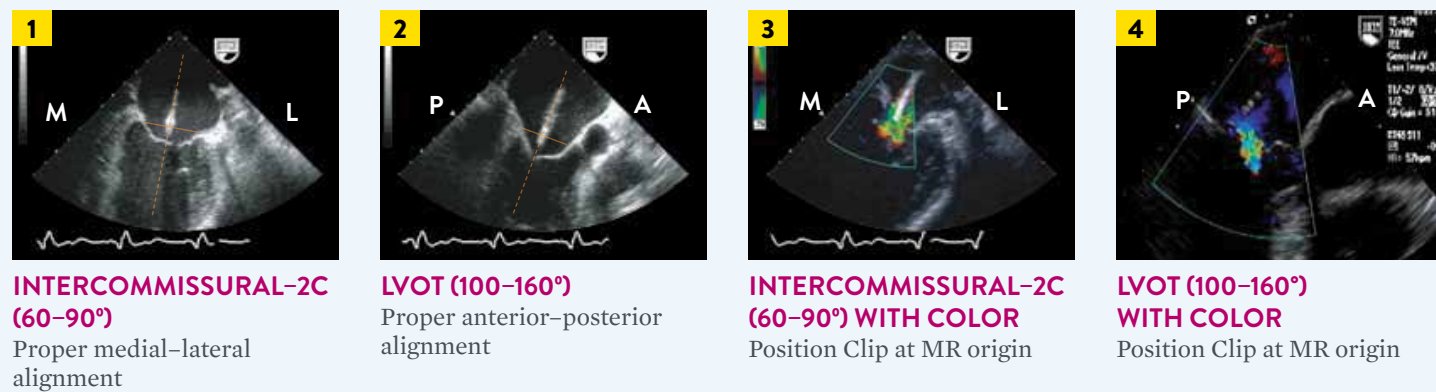 1
M
L
INTERCOMMISSURAL–2C
(60–90°)
Proper medial–lateral
alignment
2
P
A
LVOT (100–160°)
Proper anterior–posterior
alignment
3
M
L
INTERCOMMISSURAL–2C
(60–90°) WITH COLOR
Position Clip at MR origin
4
P
A
TEE
General /V
LVOT (100–160°)
WITH COLOR
Position Clip at MR origin